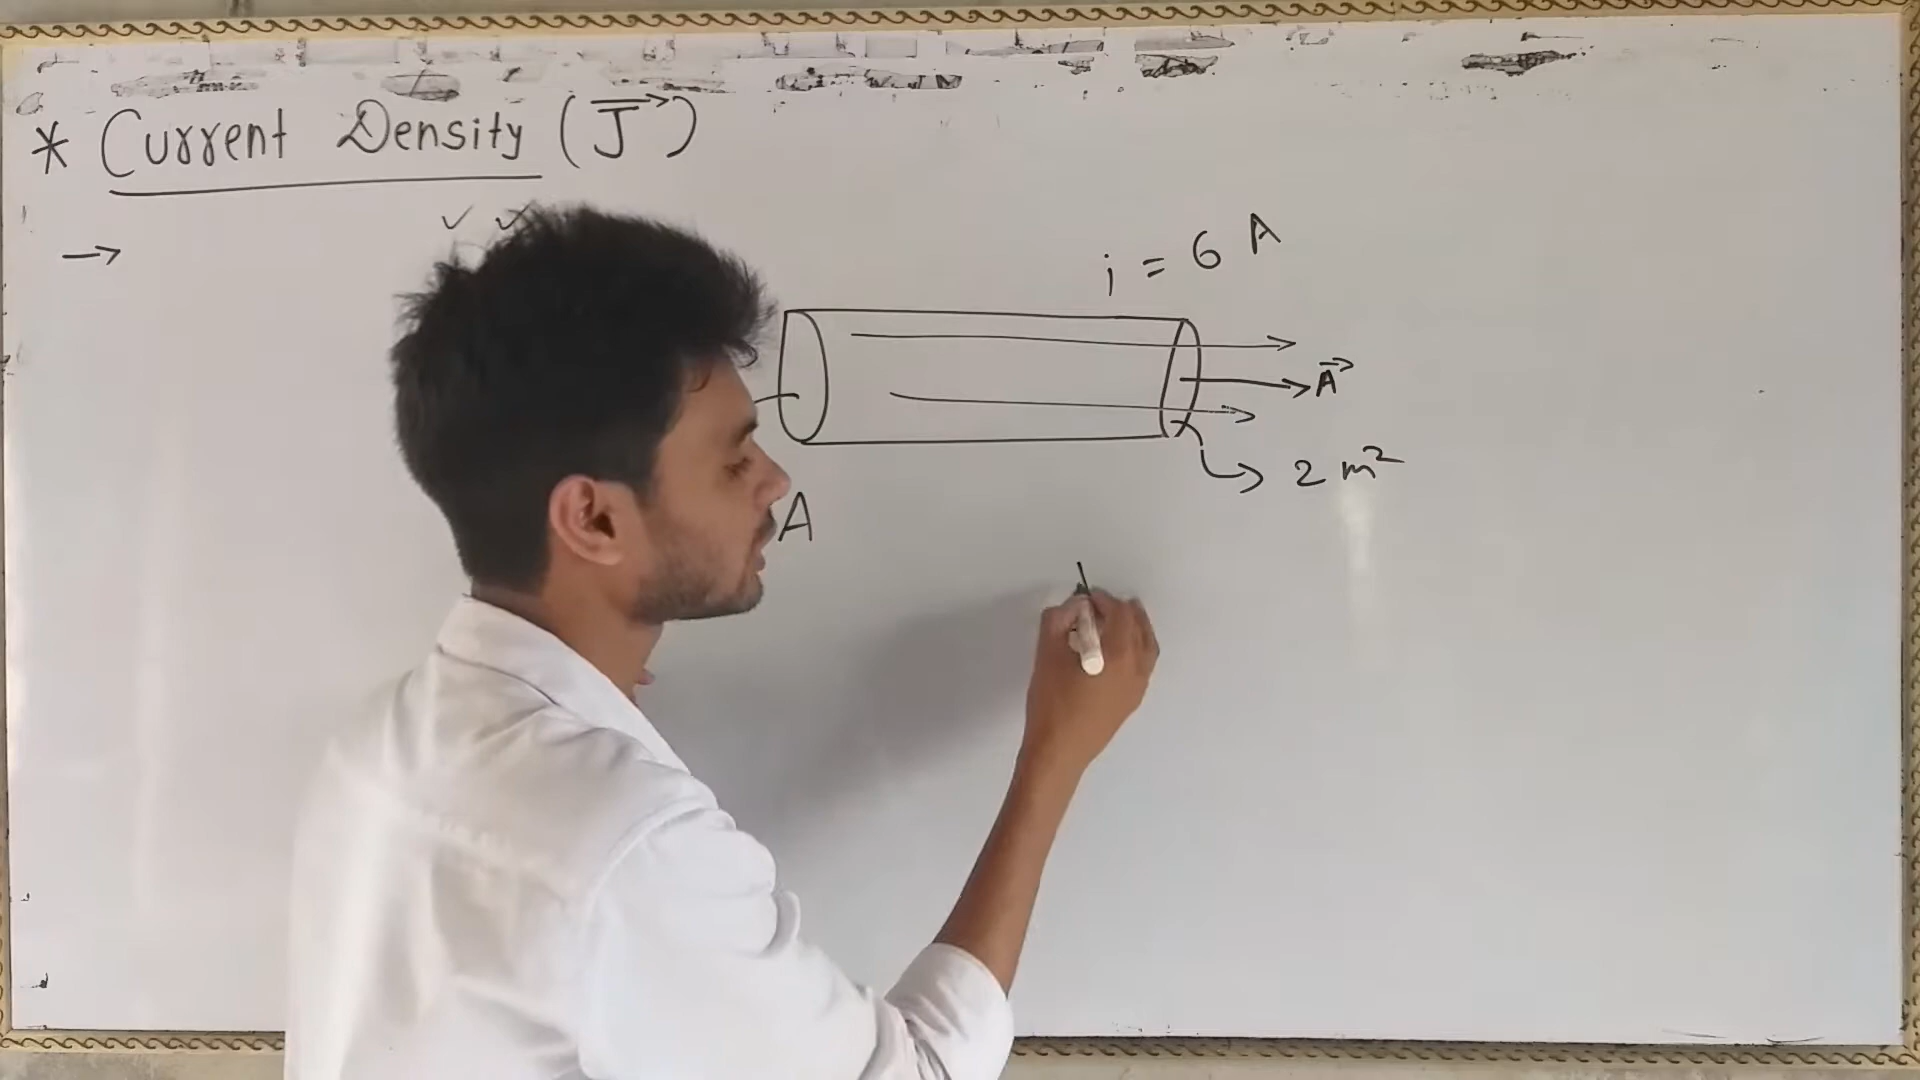 * Current Density (J→)
→
i = 6 A
A→
→ 2 m²
A